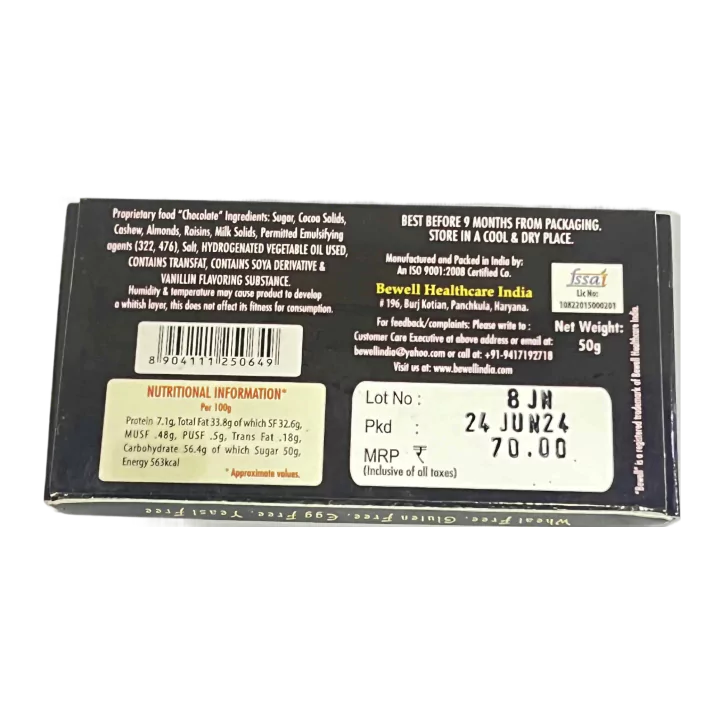 Proprietary food "Chocolate" Ingredients: Sugar, Cocoa Solids,
Cashew, Almonds, Raisins, Milk Solids, Permitted Emulsifying
agents (322, 476), Salt, HYDROGENATED VEGETABLE OIL USED,
CONTAINS TRANSFAT, CONTAINS SOYA DERIVATIVE &
VANILLIN FLAVORING SUBSTANCE.
Humidity & temperature may cause product to develop
a whitish layer, this does not affect its fitness for consumption.
8 904111 250649
NUTRITIONAL INFORMATION*
Per 100g
Protein 7.1g, Total Fat 33.8g of which SF 32.6g,
MUSF .48g, PUSF .5g, Trans Fat .18g,
Carbohydrate 56.4g of which Sugar 50g,
Energy 563kcal
* Approximate values.
BEST BEFORE 9 MONTHS FROM PACKAGING.
STORE IN A COOL & DRY PLACE.
Manufactured and Packed in India by:
An ISO 9001:2008 Certified Co.
Bewell Healthcare India
# 196, Burj Kotian, Panchkula, Haryana.
For feedback/complaints: Please write to :
Customer Care Executive at above address or email at:
bewellindia@yahoo.com or call at: +91-9417192718
Visit us at: www.bewellindia.com
fssai
Lic No:
10822015000201
Net Weight:
50g
Lot No : 8 JN
Pkd : 24 JUN24
MRP ₹ 70.00
(Inclusive of all taxes)
"Bewell" is a registered trademark of Bewell Healthcare India.
Wheat Free, Gluten Free, Egg Free, Yeast Free